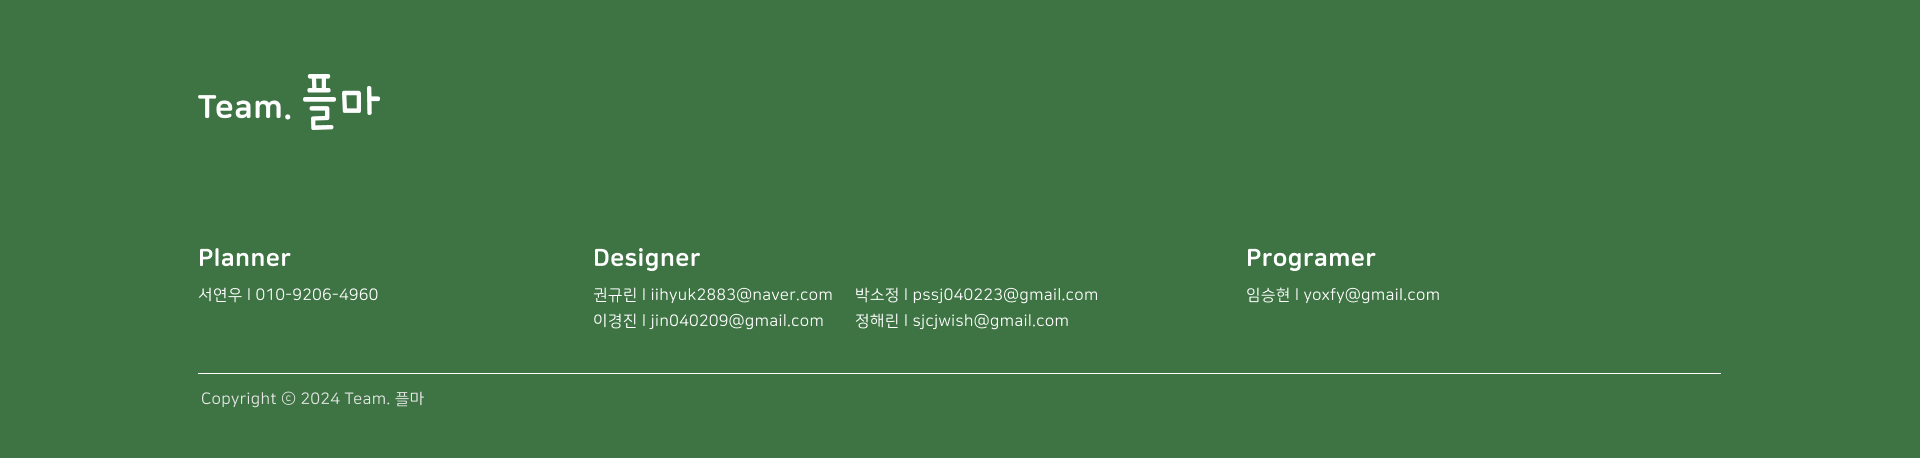 Team. 플마
Planner
서연우 l 010-9206-4960
Designer
권규린 l iihyuk2883@naver.com
이경진 l jin040209@gmail.com
박소정 l pssj040223@gmail.com
정해린 l sjcjwish@gmail.com
Programer
임승현 l yoxfy@gmail.com
Copyright ⓒ 2024 Team. 플마